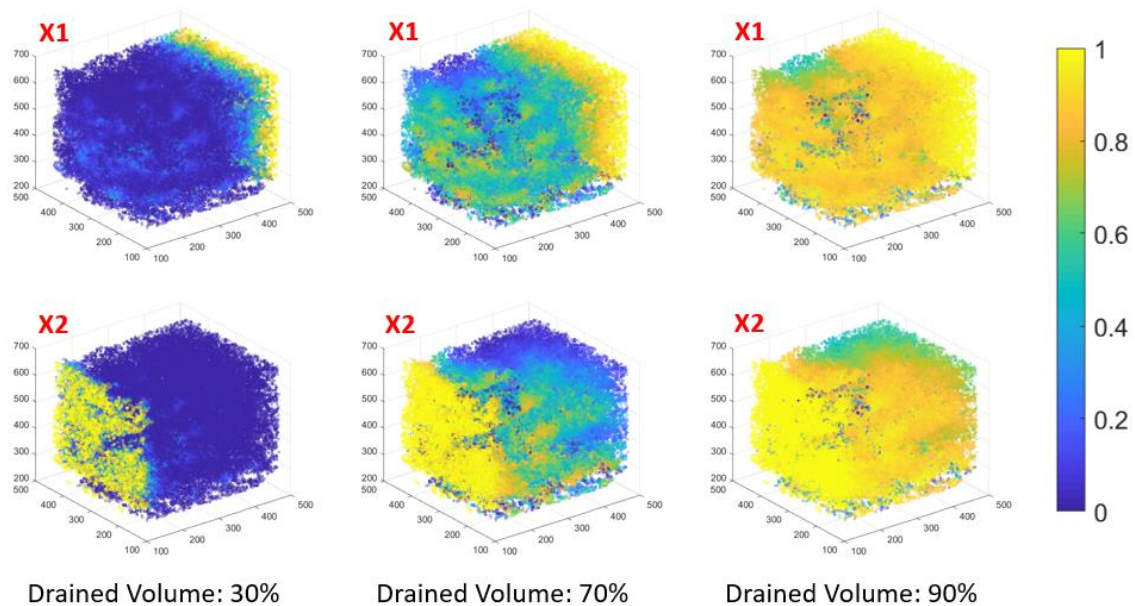 X1 X1 X1
700 700 700 1
600 600 600
500 500 500 0.8
400 400 400
300 300 300
200 200 200 0.6
500 500 500 500 500 500
400 400 400 400 400 400
300 300 300 300 300 300
200 200 200 200 200 200
100 100 100 100 100 100
X2 X2 X2 0.4
700 700 700
600 600 600
500 500 500 0.2
400 400 400
300 300 300
200 200 200 0
500 500 500 500 500 500
400 400 400 400 400 400
300 300 300 300 300 300
200 200 200 200 200 200
100 100 100 100 100 100
Drained Volume: 30% Drained Volume: 70% Drained Volume: 90%